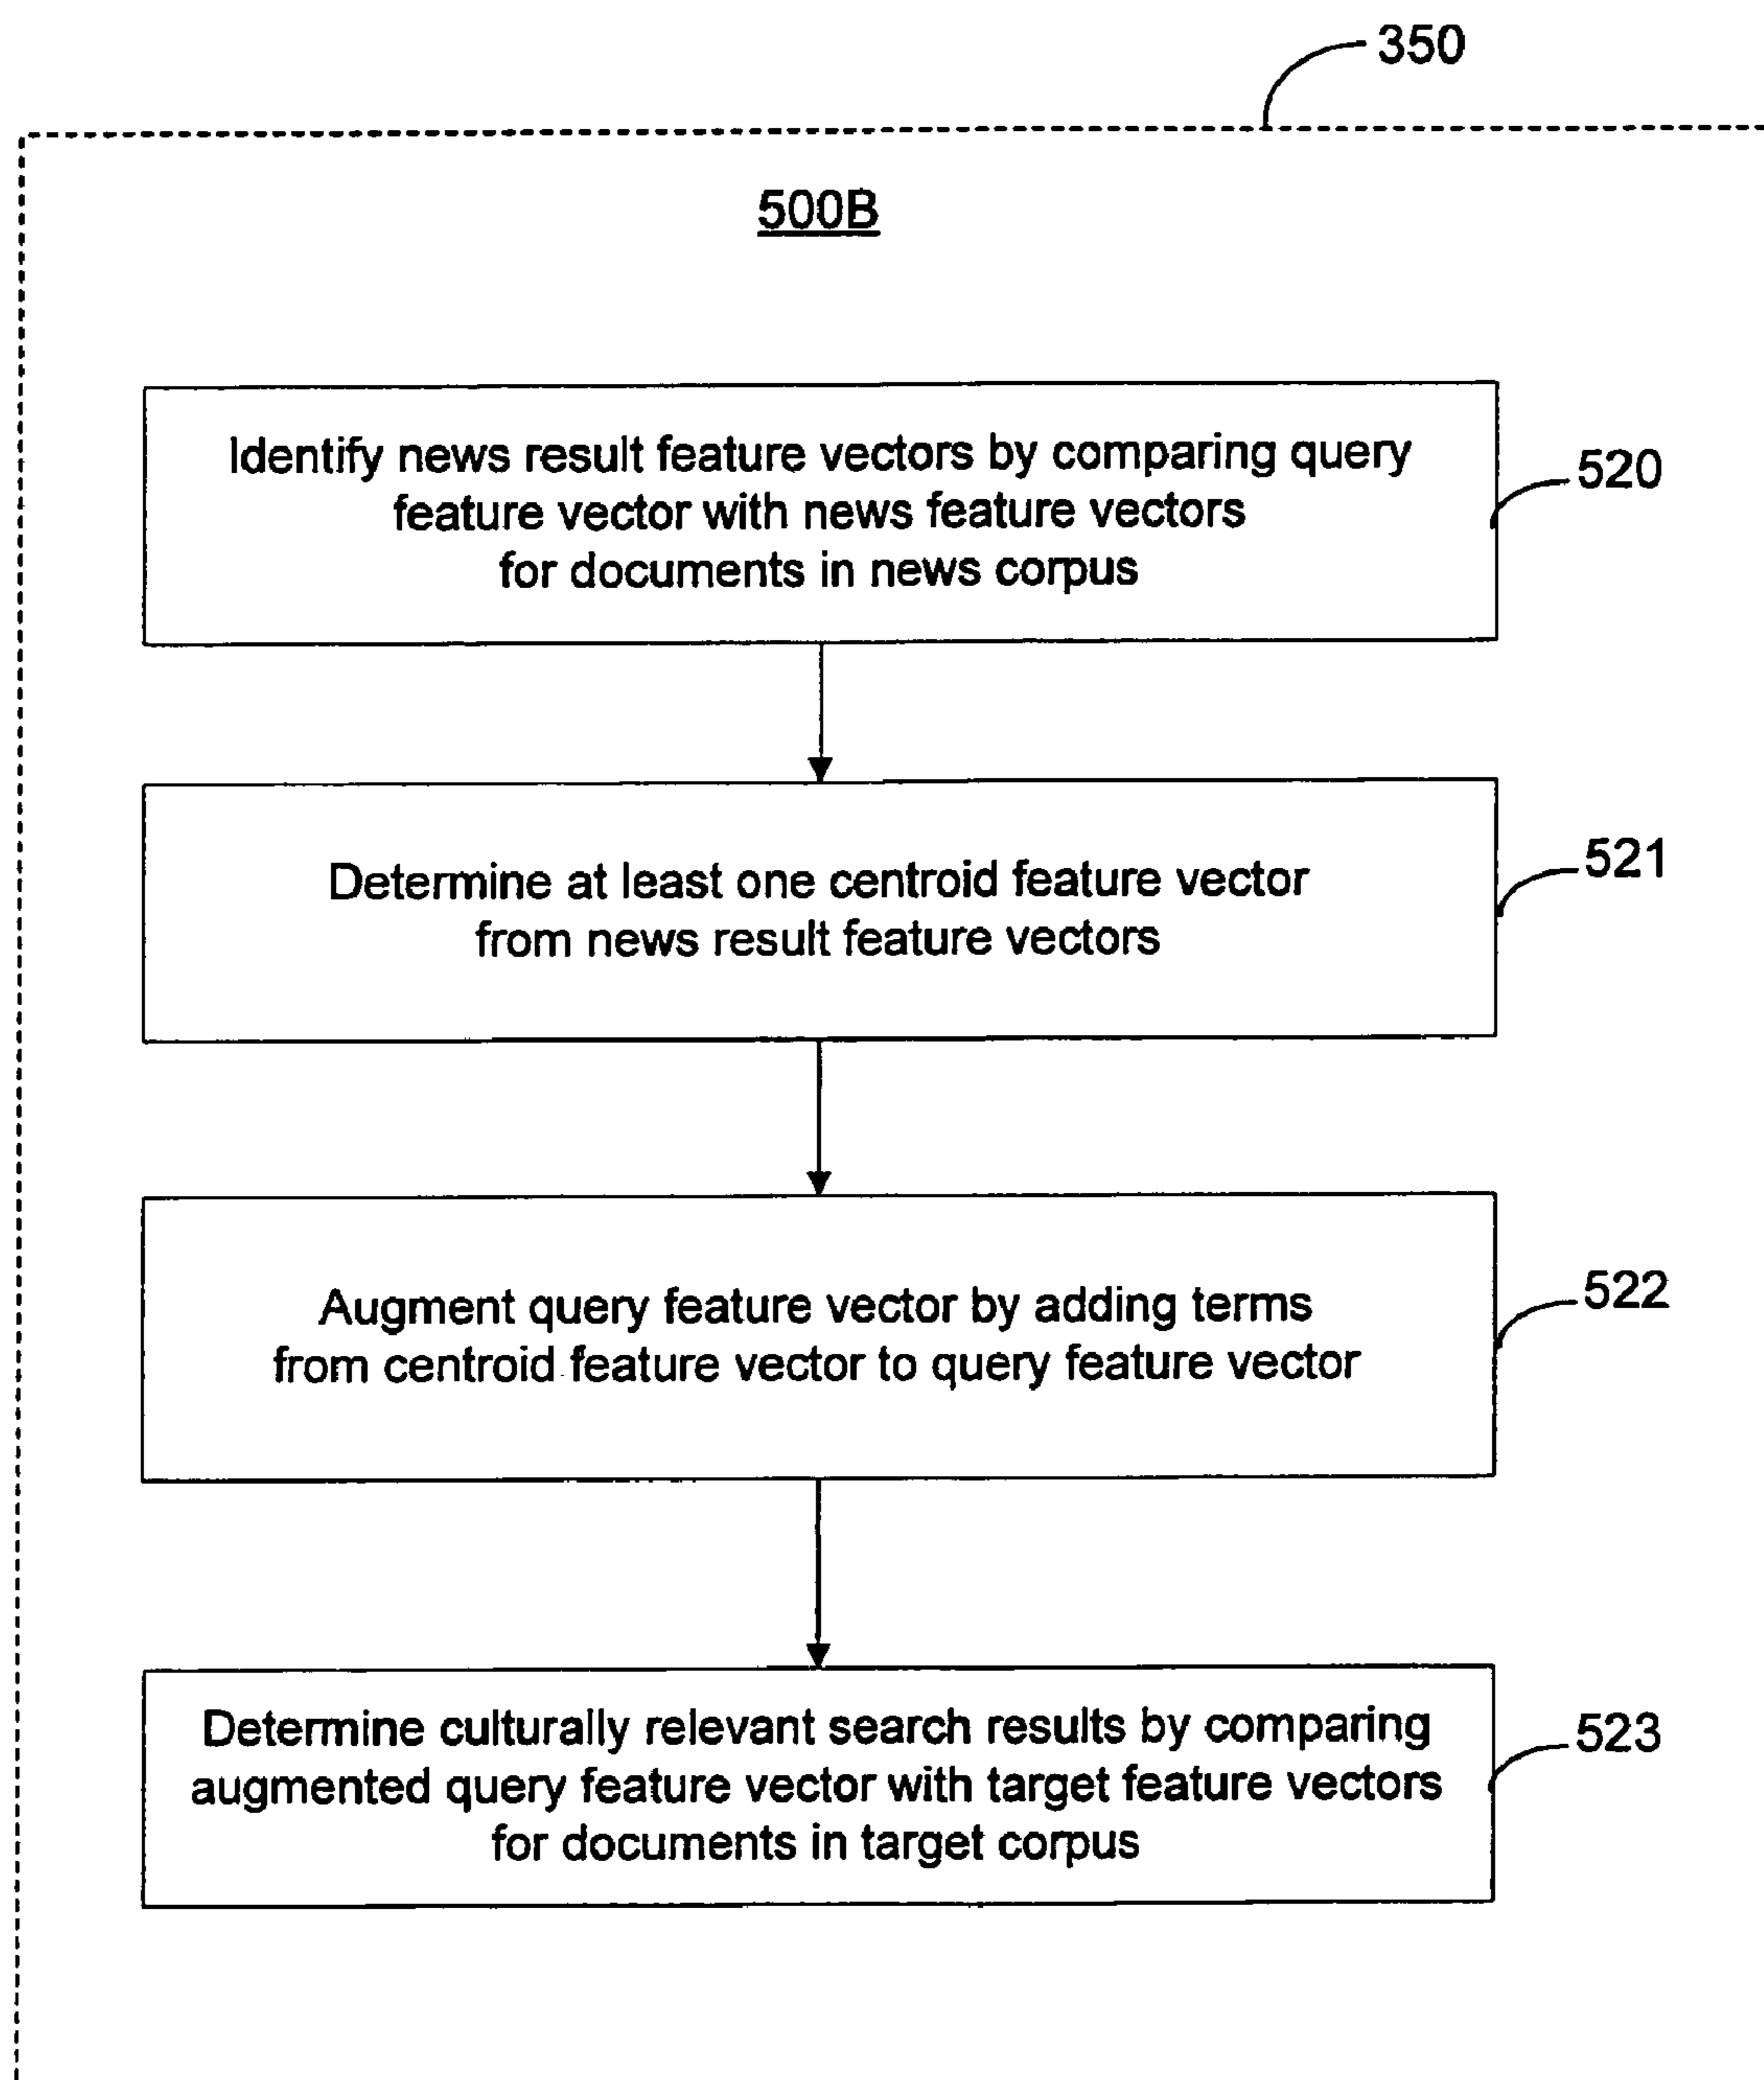 350
500B
Identify news result feature vectors by comparing query
feature vector with news feature vectors
for documents in news corpus
520
Determine at least one centroid feature vector
from news result feature vectors
521
Augment query feature vector by adding terms
from centroid feature vector to query feature vector
522
Determine culturally relevant search results by comparing
augmented query feature vector with target feature vectors
for documents in target corpus
523